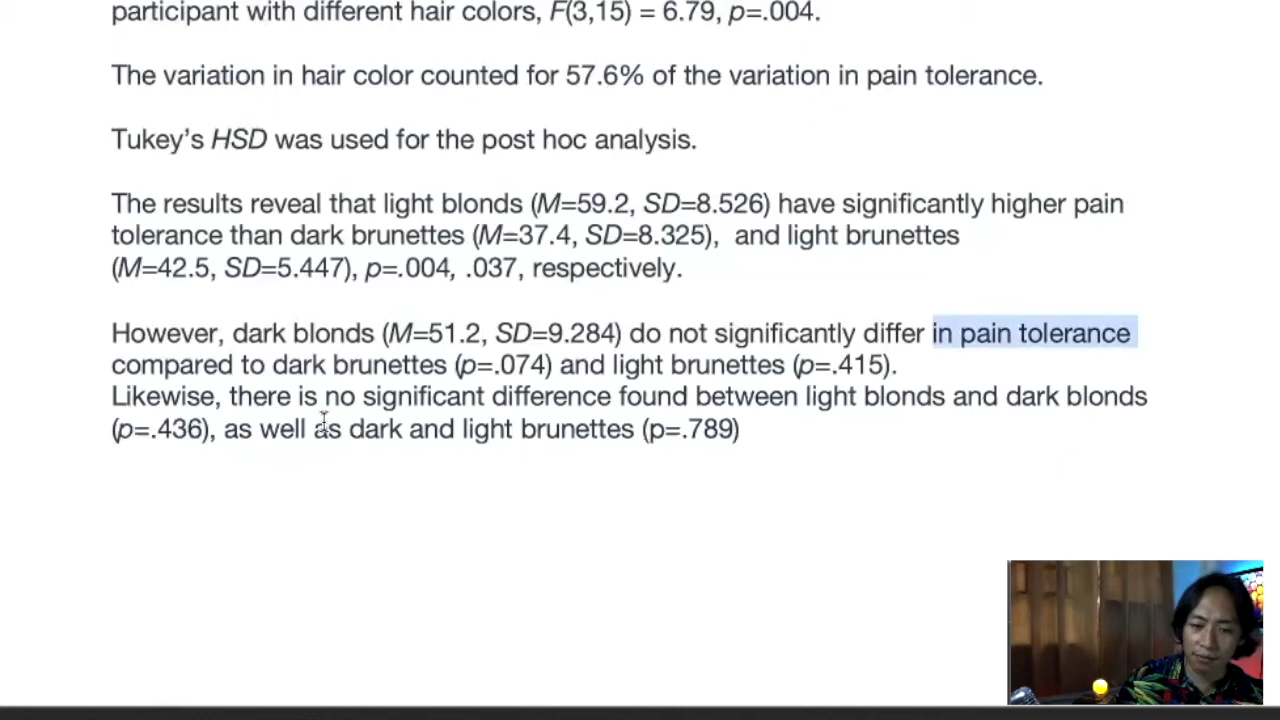 participant with different hair colors, F(3,15) = 6.79, p=.004.
The variation in hair color counted for 57.6% of the variation in pain tolerance.
Tukey’s HSD was used for the post hoc analysis.
The results reveal that light blonds (M=59.2, SD=8.526) have significantly higher pain
tolerance than dark brunettes (M=37.4, SD=8.325),  and light brunettes
(M=42.5, SD=5.447), p=.004, .037, respectively.
However, dark blonds (M=51.2, SD=9.284) do not significantly differ in pain tolerance
compared to dark brunettes (p=.074) and light brunettes (p=.415).
Likewise, there is no significant difference found between light blonds and dark blonds
(p=.436), as well as dark and light brunettes (p=.789)